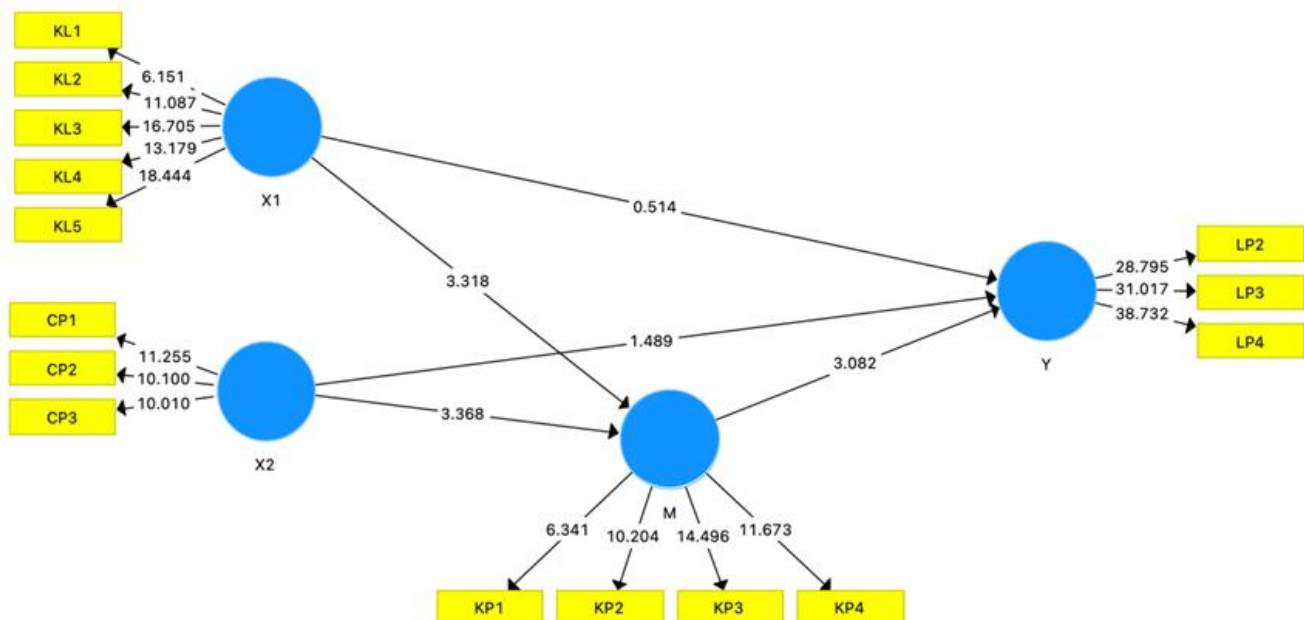 KL1
6.151
KL2
11.087
KL3
16.705
KL4
13.179
18.444
KL5
X1
0.514
3.318
LP2
28.795
LP3
31.017
LP4
38.732
Y
CP1
11.255
CP2
10.100
CP3
10.010
X2
1.489
3.368
3.082
M
6.341
10.204
14.496
11.673
KP1
KP2
KP3
KP4